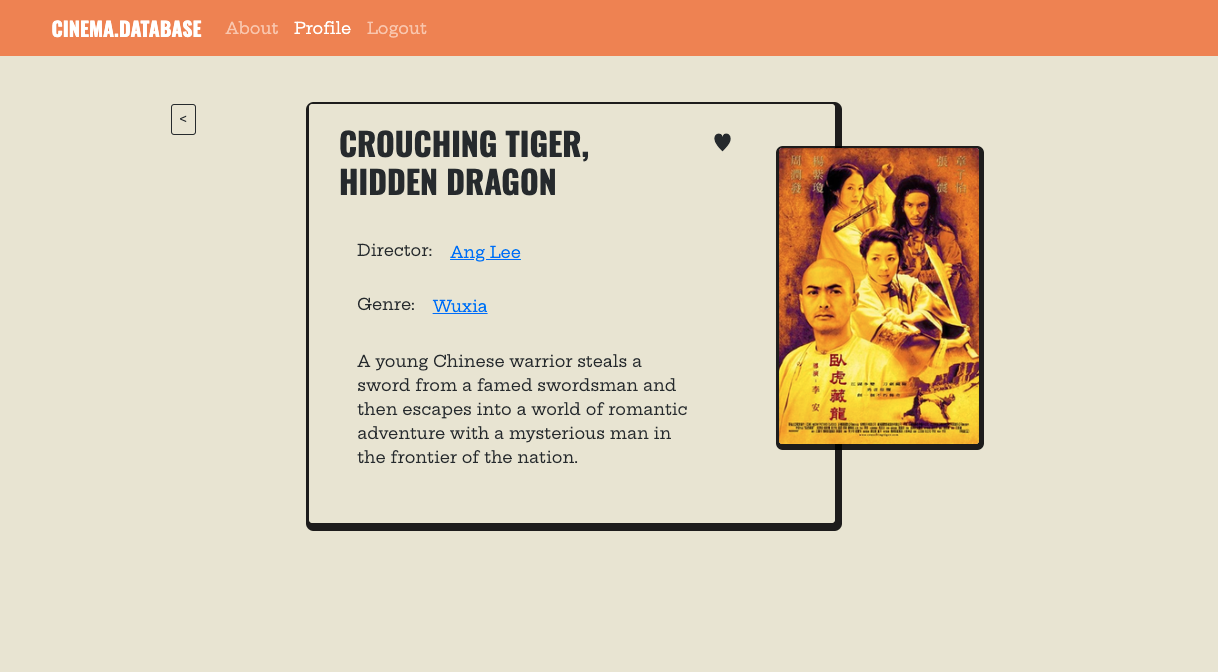 CINEMA.DATABASE About Profile Logout
<
CROUCHING TIGER,
HIDDEN DRAGON
Director: Ang Lee
Genre: Wuxia
A young Chinese warrior steals a
sword from a famed swordsman and
then escapes into a world of romantic
adventure with a mysterious man in
the frontier of the nation.
周潤發
楊紫瓊
張震
章子怡
臥虎藏龍
導演・李安